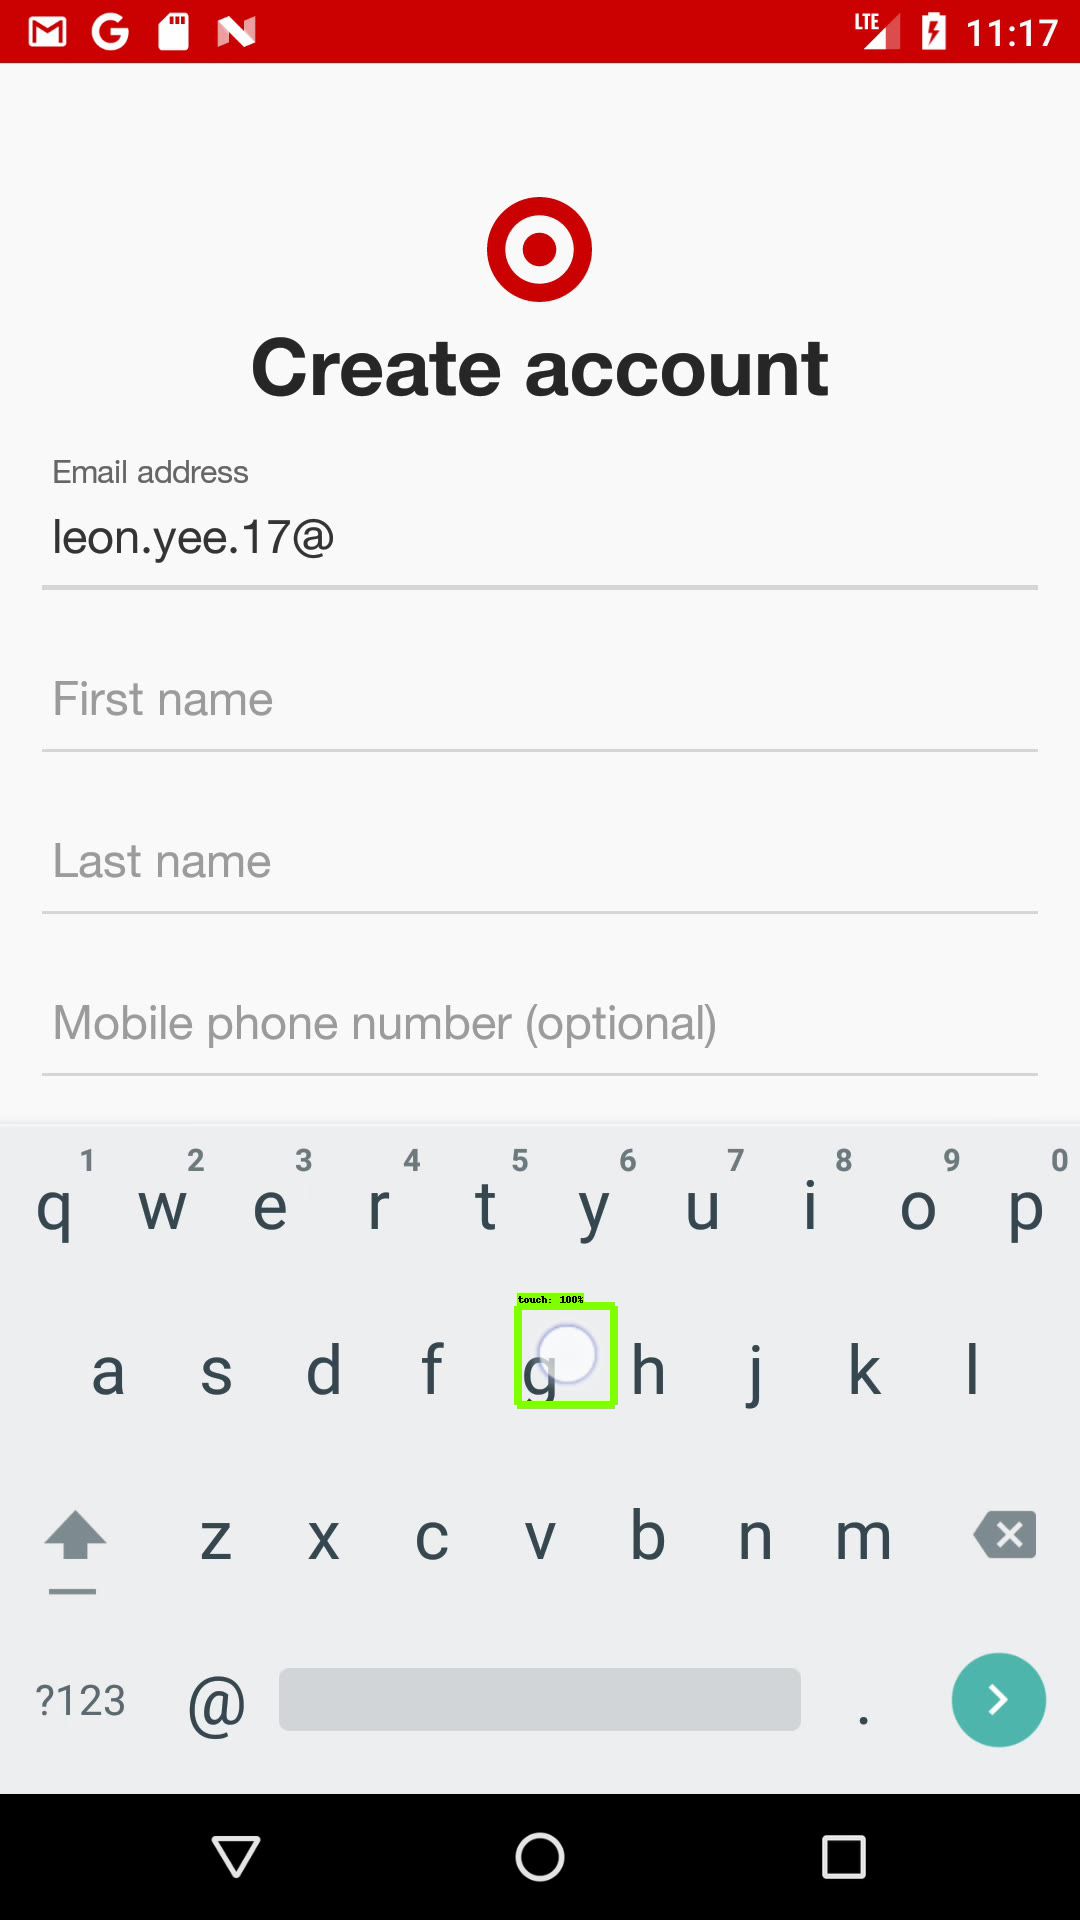 LTE 11:17
Create account
Email address
leon.yee.17@
First name
Last name
Mobile phone number (optional)
1 2 3 4 5 6 7 8 9 0
q w e r t y u i o p
touch: 100%
a s d f g h j k l
z x c v b n m
?123 @ .